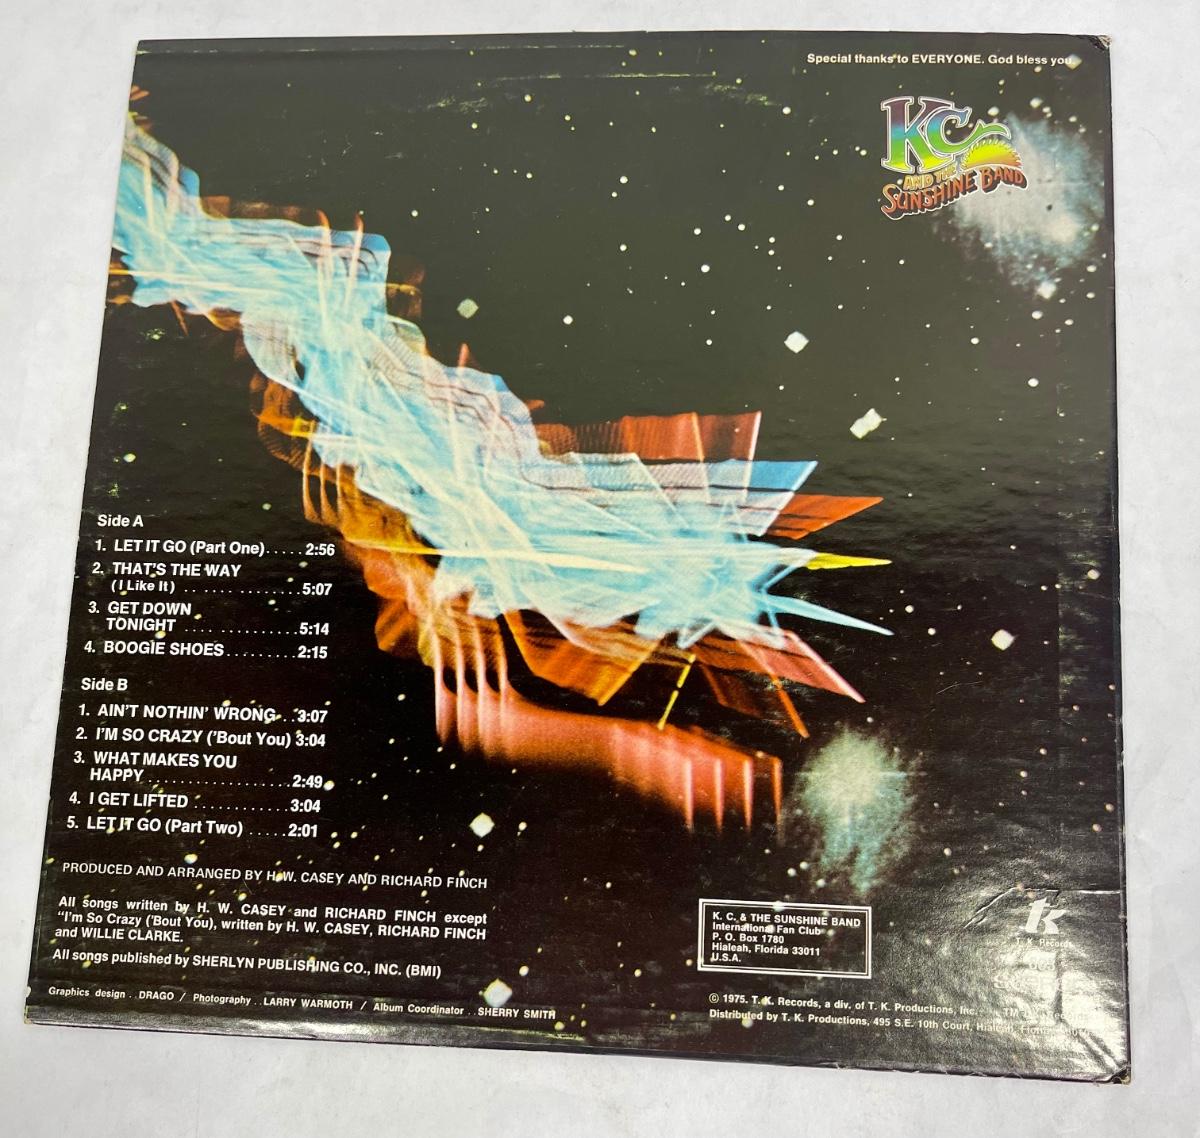 Special thanks to EVERYONE. God bless you.
KC
AND THE
SUNSHINE BAND
Side A
1. LET IT GO (Part One)..... 2:56
2. THAT'S THE WAY
(I Like It) .............. 5:07
3. GET DOWN
TONIGHT ..............5:14
4. BOOGIE SHOES......... 2:15
Side B
1. AIN'T NOTHIN' WRONG...3:07
2. I'M SO CRAZY ('Bout You) 3:04
3. WHAT MAKES YOU
HAPPY .................2:49
4. I GET LIFTED ............3:04
5. LET IT GO (Part Two) .....2:01
PRODUCED AND ARRANGED BY H. W. CASEY AND RICHARD FINCH
All songs written by H. W. CASEY and RICHARD FINCH except
"I'm So Crazy ('Bout You), written by H. W. CASEY, RICHARD FINCH
and WILLIE CLARKE.
All songs published by SHERLYN PUBLISHING CO., INC. (BMI)
Graphics design . . DRAGO / Photography . . LARRY WARMOTH / Album Coordinator . . SHERRY SMITH
K. C. & THE SUNSHINE BAND
International Fan Club
P. O. Box 1780
Hialeah, Florida 33011
U.S.A.
tk
T. K. Records
© 1975. T. K. Records, a div. of T. K. Productions, Inc. TM
Distributed by T. K. Productions, 495 S.E. 10th Court, Hialeah, Florida